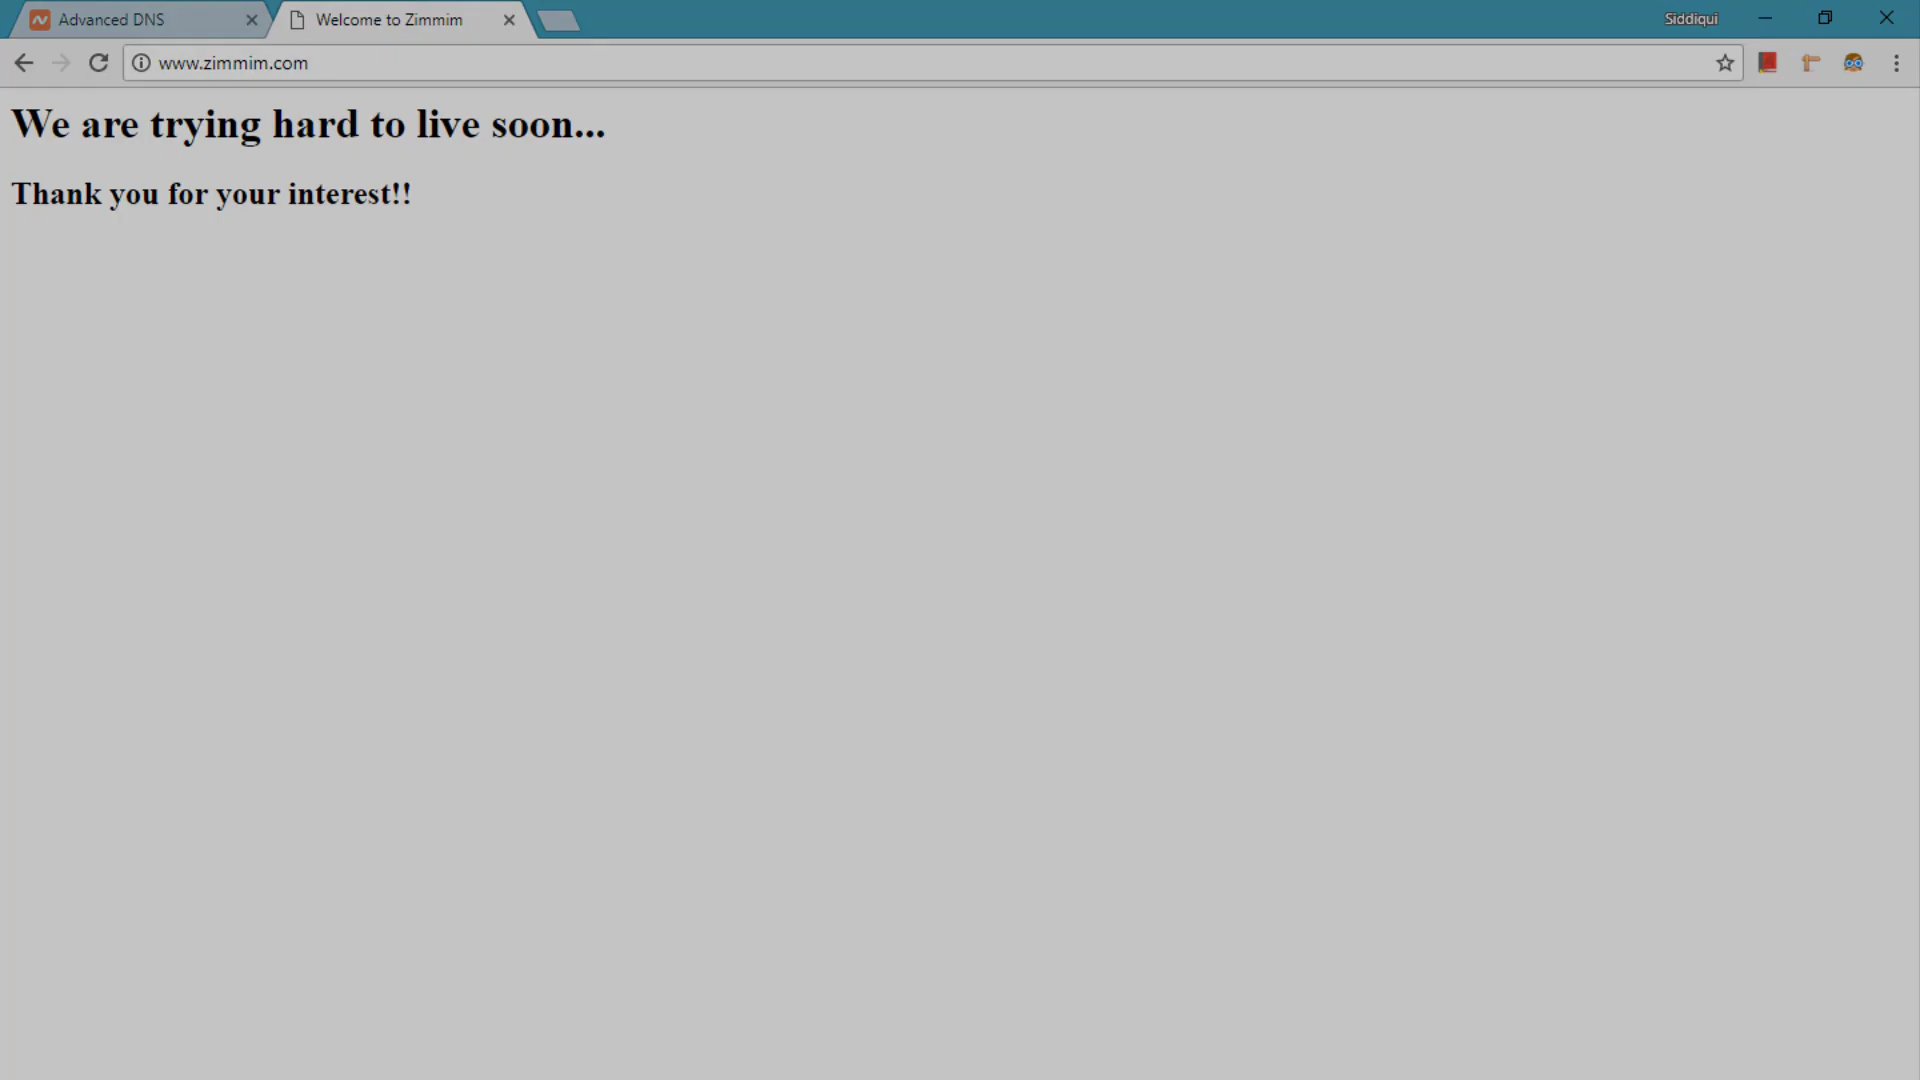 Advanced DNS
Welcome to Zimmim
Siddiqui
www.zimmim.com
We are trying hard to live soon...
Thank you for your interest!!